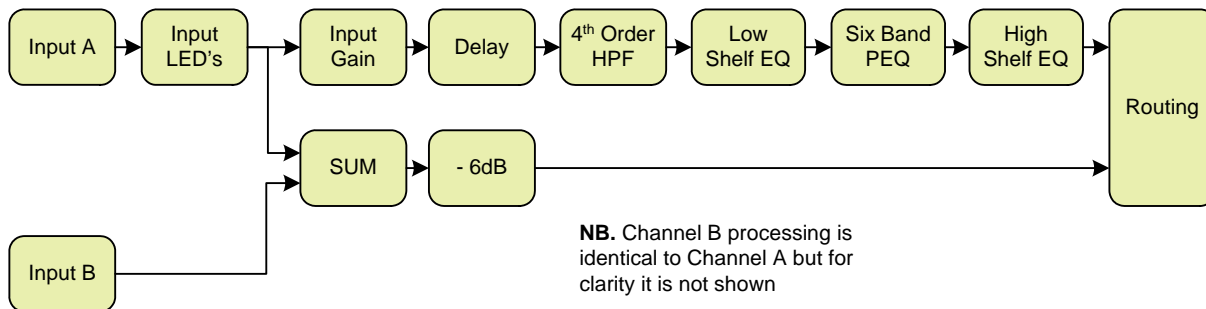 Input A
Input
LED's
Input
Gain
Delay
4th Order
HPF
Low
Shelf EQ
Six Band
PEQ
High
Shelf EQ
Routing
SUM
- 6dB
Input B
NB. Channel B processing is
identical to Channel A but for
clarity it is not shown